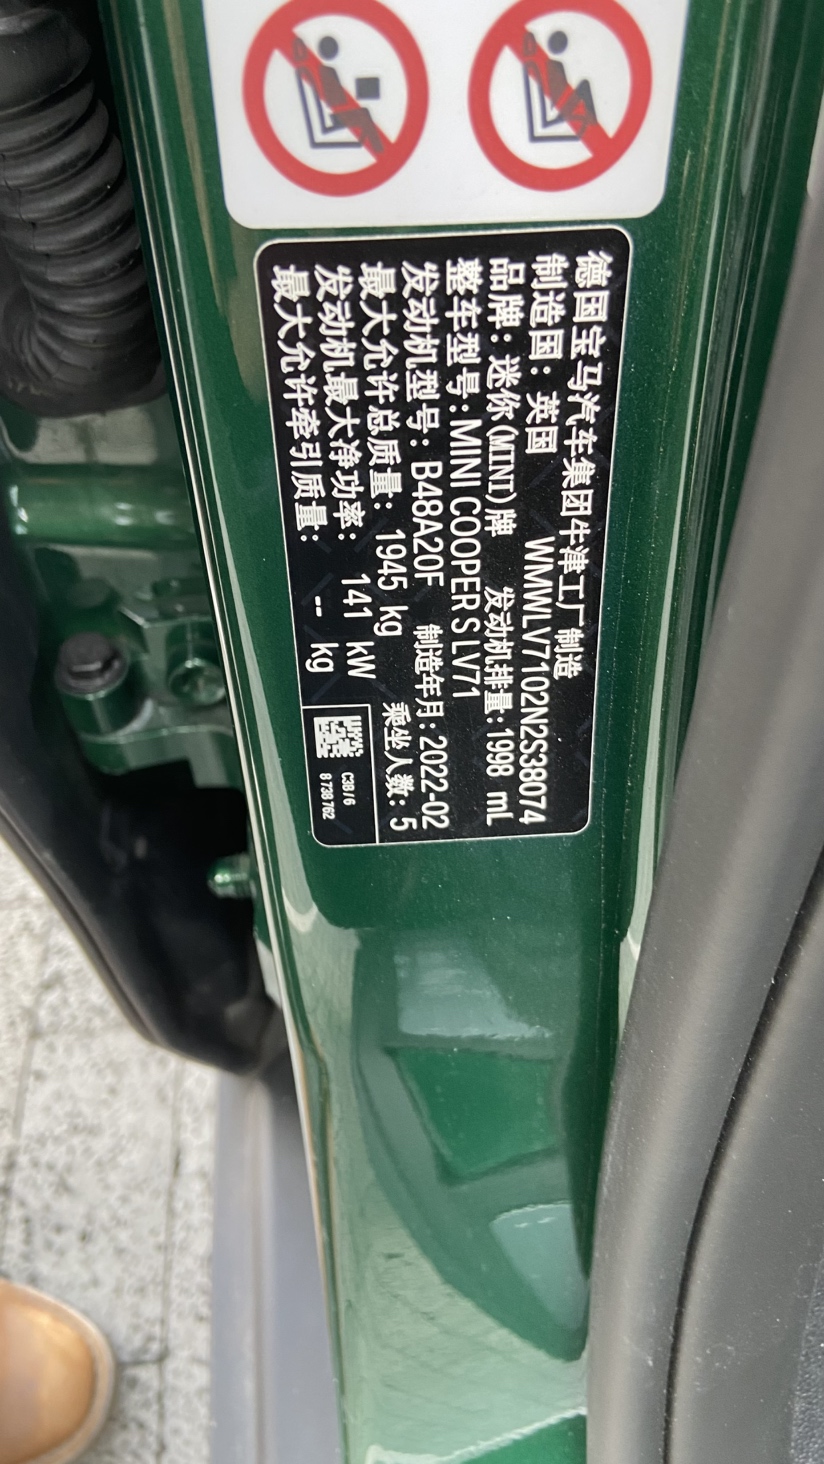 德国宝马汽车集团牛津工厂制造
制造国：英国 WMWLV7102N2S38074
品牌：迷你(MINI)牌 发动机排量：1998 mL
整车型号：MINI COOPER S LV71
发动机型号：B48A20F 制造年月：2022-02
最大允许总质量：1945 kg 乘坐人数：5
发动机最大净功率：141 kW
最大允许牵引质量：-- kg
C3B / 6
8 738 762